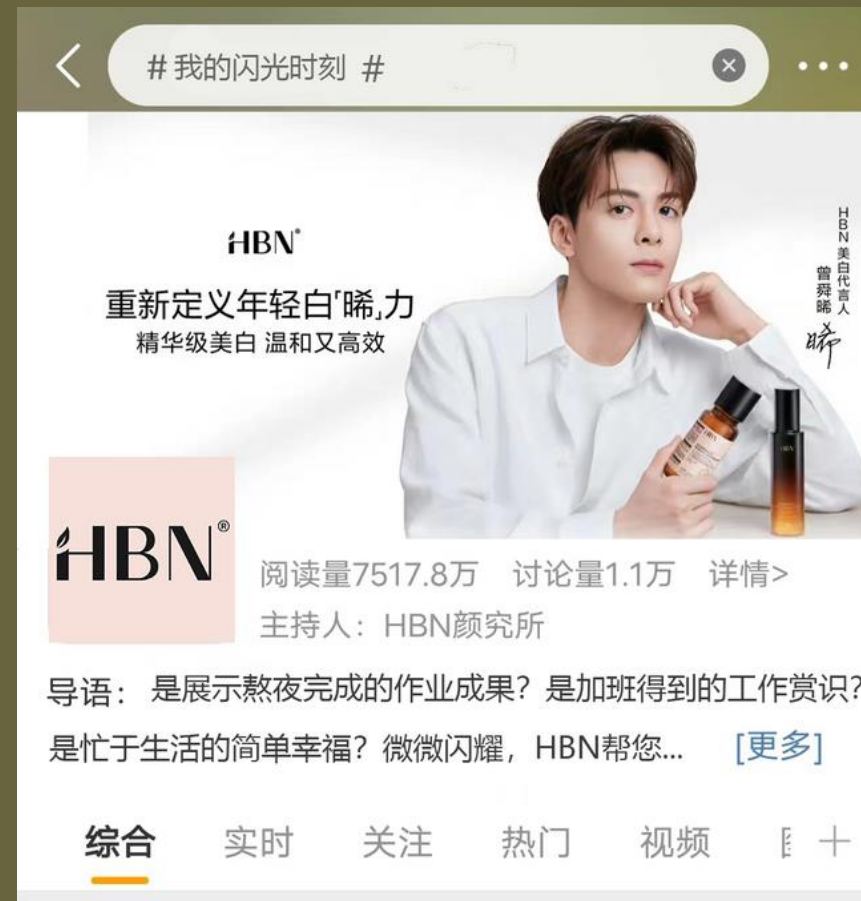 #我的闪光时刻 #
HBN®
重新定义年轻白「晞」力
精华级美白 温和又高效
HBN 美白代言人
曾舜晞
晞
HBN®
阅读量7517.8万 讨论量1.1万 详情>
主持人：HBN颜究所
导语：是展示熬夜完成的作业成果？是加班得到的工作赏识？
是忙于生活的简单幸福？微微闪耀，HBN帮您... [更多]
综合 实时 关注 热门 视频